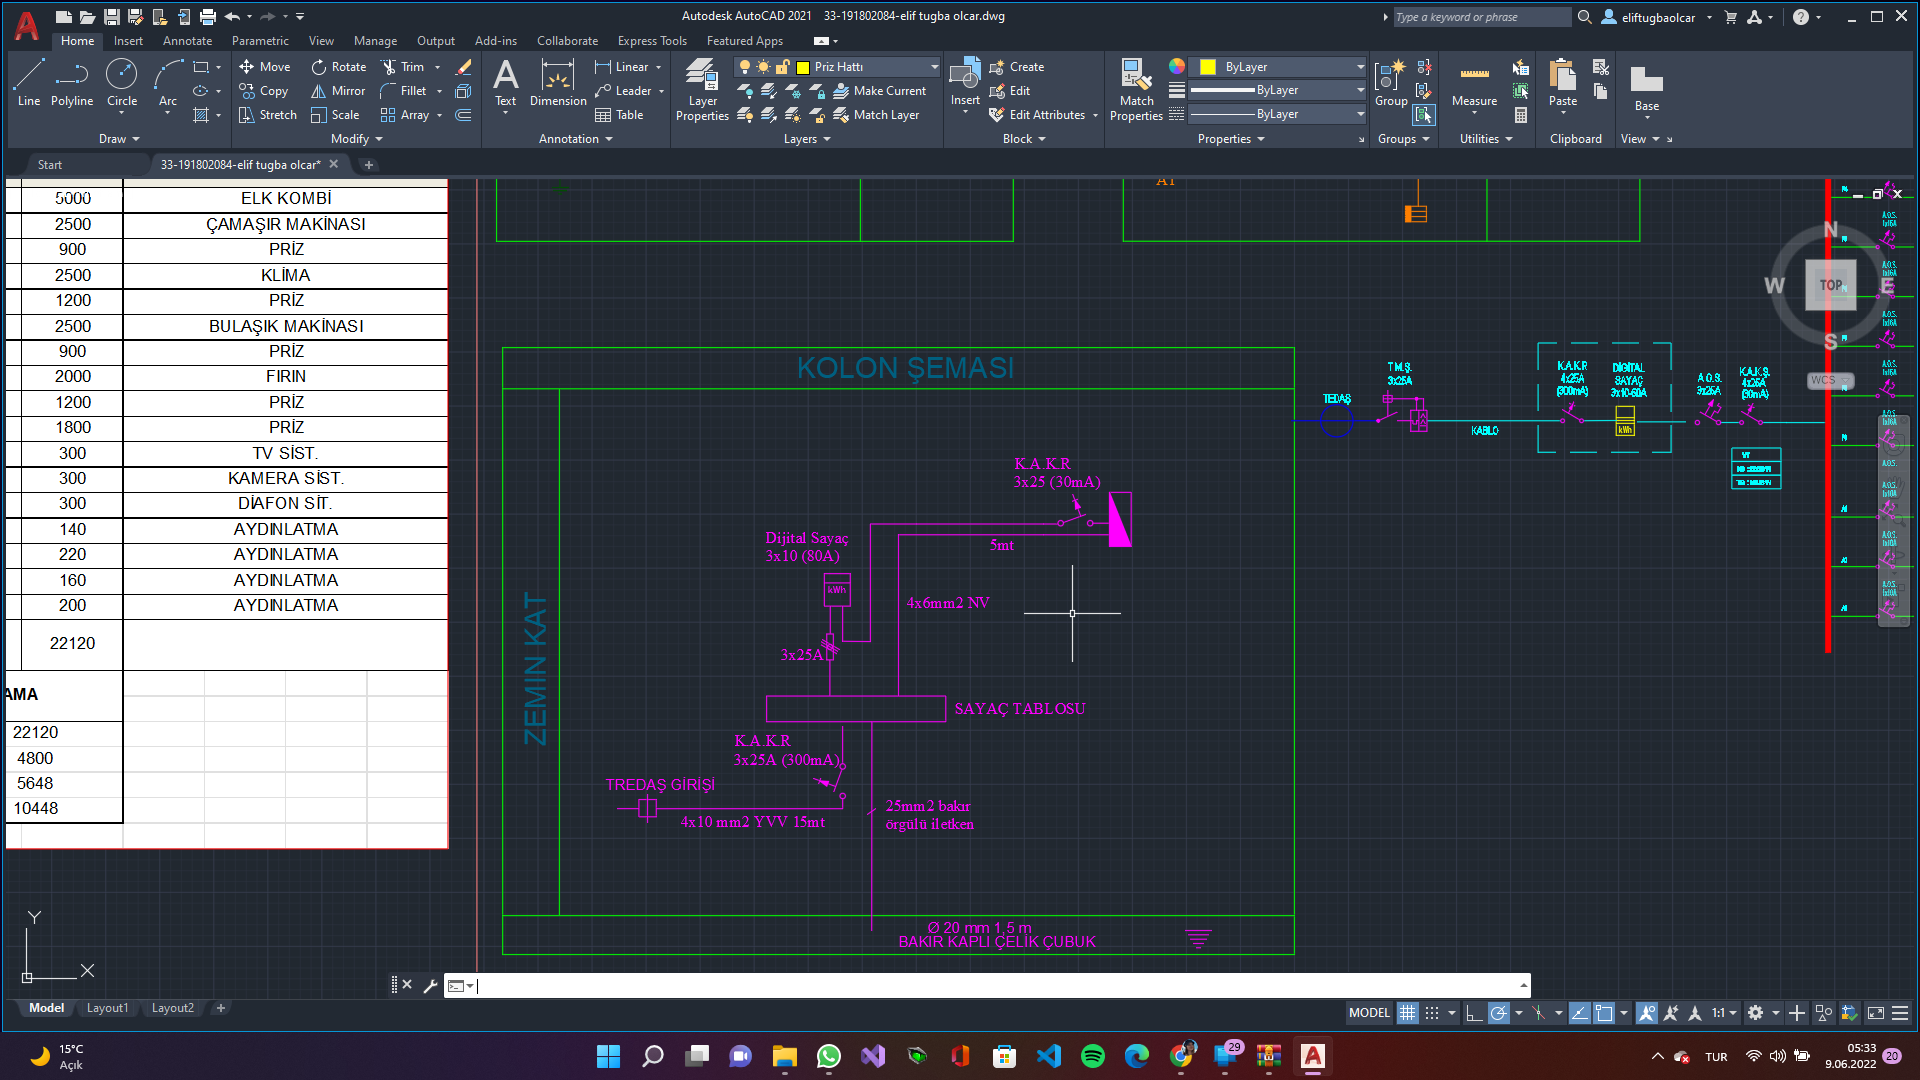 Autodesk AutoCAD 2021 33-191802084-elif tugba olcar.dwg
Type a keyword or phrase
eliftugbaolcar
Home Insert Annotate Parametric View Manage Output Add-ins Collaborate Express Tools Featured Apps
Line Polyline Circle Arc
Move Rotate Trim
Copy Mirror Fillet
Stretch Scale Array
Text Dimension
Linear
Leader
Table
Layer Properties
Priz Hattı
Make Current
Match Layer
Insert
Create
Edit
Edit Attributes
Match Properties
ByLayer
ByLayer
ByLayer
Group
Measure
Paste
Base
Draw Modify Annotation Layers Block Properties Groups Utilities Clipboard View
Start 33-191802084-elif tugba olcar*
5000 ELK KOMBİ
2500 ÇAMAŞIR MAKİNASI
900 PRİZ
2500 KLİMA
1200 PRİZ
2500 BULAŞIK MAKİNASI
900 PRİZ
2000 FIRIN
1200 PRİZ
1800 PRİZ
300 TV SİST.
300 KAMERA SİST.
300 DİAFON SİT.
140 AYDINLATMA
220 AYDINLATMA
160 AYDINLATMA
200 AYDINLATMA
22120
AMA
22120
4800
5648
10448
A1
KOLON ŞEMASI
ZEMIN KAT
K.A.K.R
3x25 (30mA)
5mt
Dijital Sayaç
3x10 (80A)
kWh
4x6mm2 NV
3x25A
SAYAÇ TABLOSU
K.A.K.R
3x25A (300mA)
TREDAŞ GİRİŞİ
4x10 mm2 YVV 15mt
25mm2 bakır
örgülü iletken
Ø 20 mm 1,5 m
BAKIR KAPLI ÇELİK ÇUBUK
TEDAŞ
T.M.Ş.
3x25A
KABLO
K.A.K.R
4x25A
(300mA)
DİGİTAL
SAYAÇ
3x10-60A
kWh
A.O.S.
3x25A
K.A.K.Ş.
4x25A
(30mA)
N
W TOP E
S
WCS
Y
X
Model Layout1 Layout2
MODEL 1:1
15°C
Açık
29
TUR
05:33
9.06.2022
20